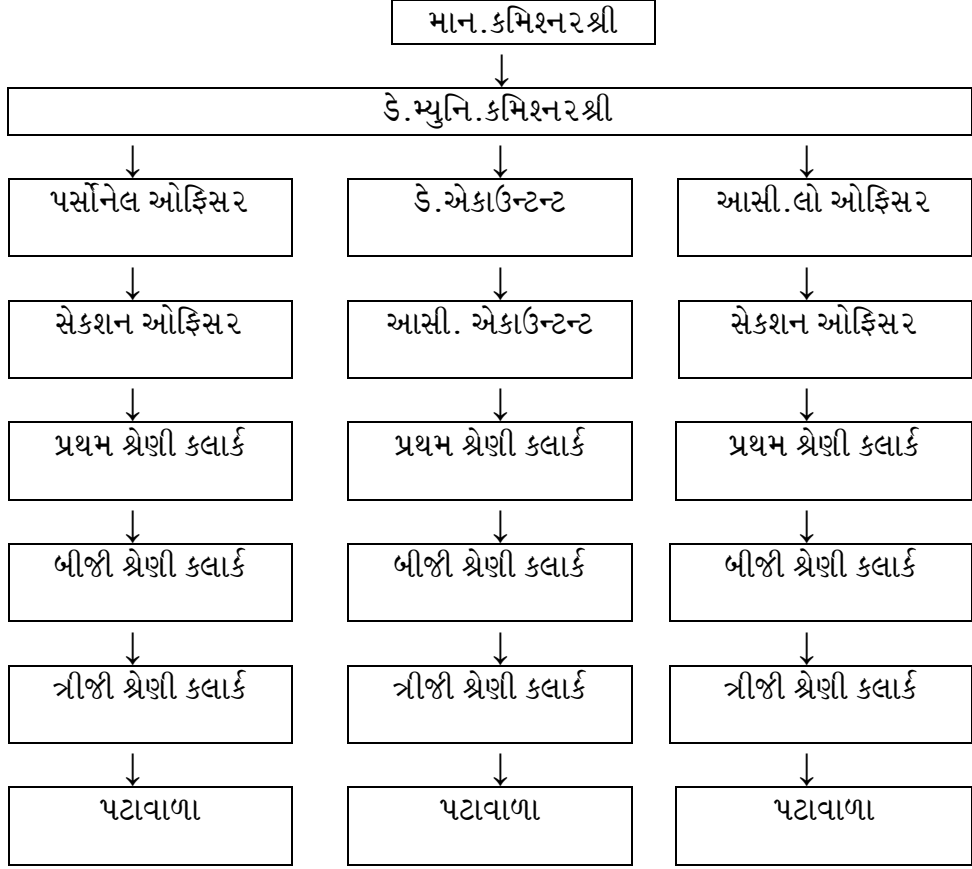 માન.કમિશ્નરશ્રી
ડે.મ્યુનિ.કમિશ્નરશ્રી
પર્સોનેલ ઓફિસર
ડે.એકાઉન્ટન્ટ
આસી.લો ઓફિસર
સેકશન ઓફિસર
આસી. એકાઉન્ટન્ટ
સેકશન ઓફિસર
પ્રથમ શ્રેણી કલાર્ક
પ્રથમ શ્રેણી કલાર્ક
પ્રથમ શ્રેણી કલાર્ક
બીજી શ્રેણી કલાર્ક
બીજી શ્રેણી કલાર્ક
બીજી શ્રેણી કલાર્ક
ત્રીજી શ્રેણી કલાર્ક
ત્રીજી શ્રેણી કલાર્ક
ત્રીજી શ્રેણી કલાર્ક
પટાવાળા
પટાવાળા
પટાવાળા